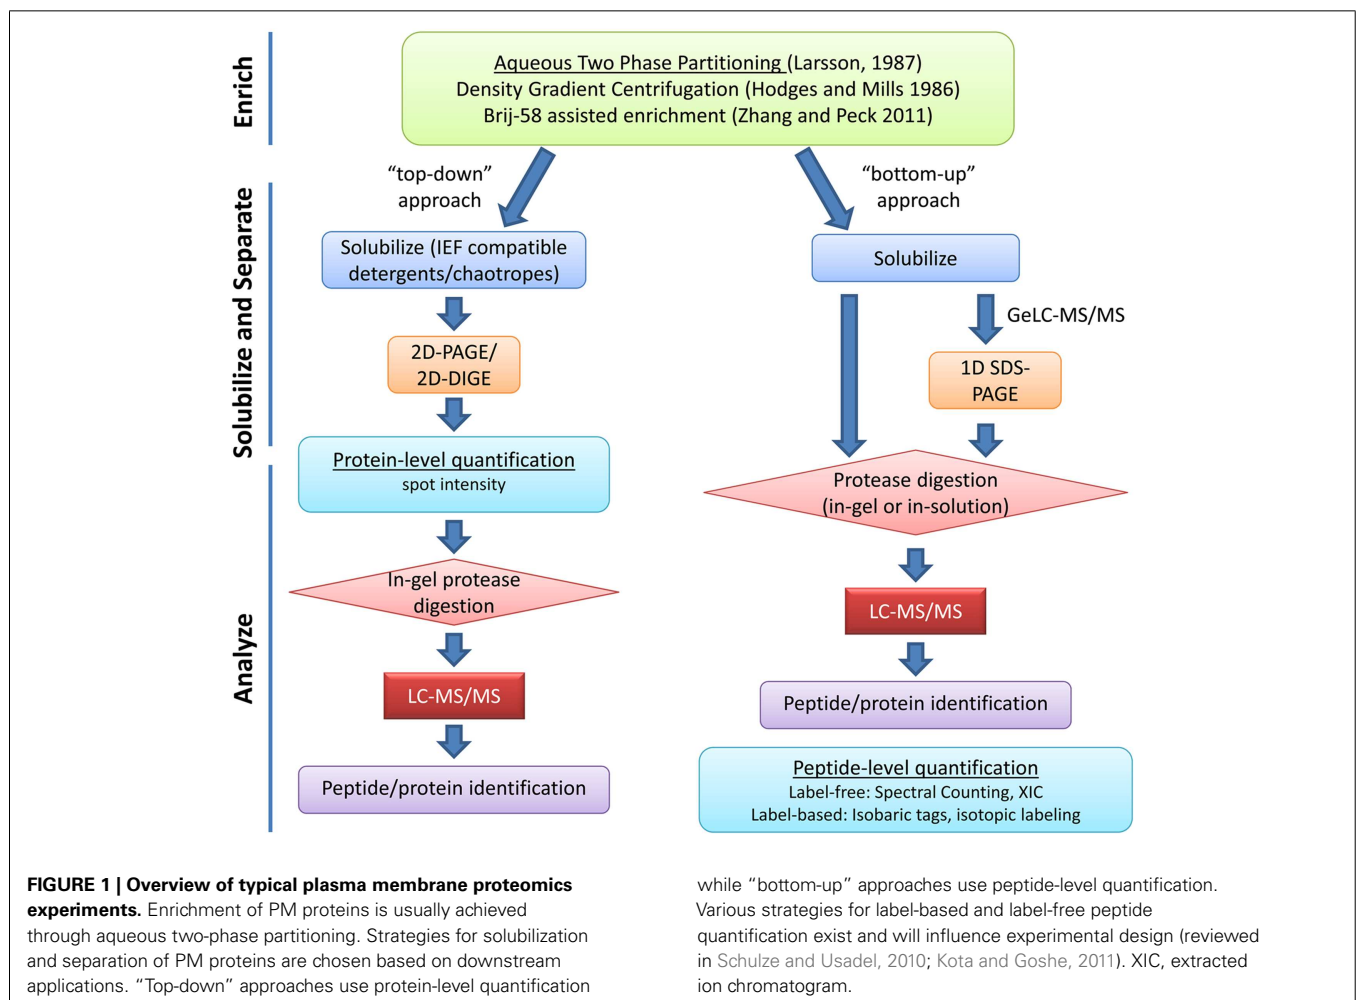 Enrich
Aqueous Two Phase Partitioning (Larsson, 1987)
Density Gradient Centrifugation (Hodges and Mills 1986)
Brij-58 assisted enrichment (Zhang and Peck 2011)
Solubilize and Separate
“top-down”
approach
Solubilize (IEF compatible
detergents/chaotropes)
2D-PAGE/
2D-DIGE
“bottom-up”
approach
Solubilize
GeLC-MS/MS
1D SDS-
PAGE
Analyze
Protein-level quantification
spot intensity
In-gel protease
digestion
LC-MS/MS
Peptide/protein identification
Protease digestion
(in-gel or in-solution)
LC-MS/MS
Peptide/protein identification
Peptide-level quantification
Label-free: Spectral Counting, XIC
Label-based: Isobaric tags, isotopic labeling
FIGURE 1 | Overview of typical plasma membrane proteomics
experiments. Enrichment of PM proteins is usually achieved
through aqueous two-phase partitioning. Strategies for solubilization
and separation of PM proteins are chosen based on downstream
applications. “Top-down” approaches use protein-level quantification
while “bottom-up” approaches use peptide-level quantification.
Various strategies for label-based and label-free peptide
quantification exist and will influence experimental design (reviewed
in Schulze and Usadel, 2010; Kota and Goshe, 2011). XIC, extracted
ion chromatogram.